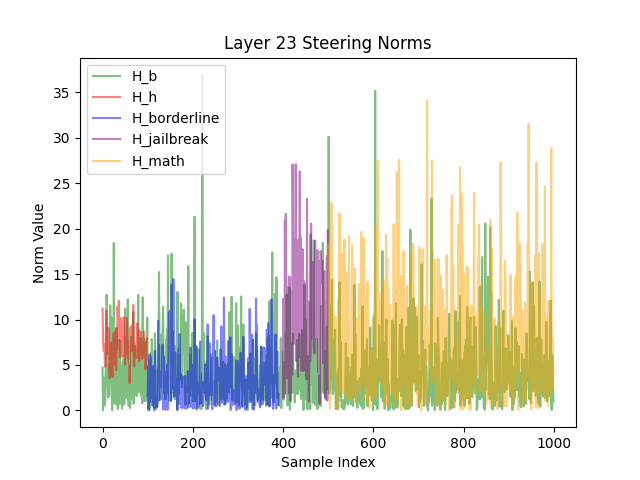 Layer 23 Steering Norms
H_b
H_h
H_borderline
H_jailbreak
H_math
Norm Value
35
30
25
20
15
10
5
0
0 200 400 600 800 1000
Sample Index